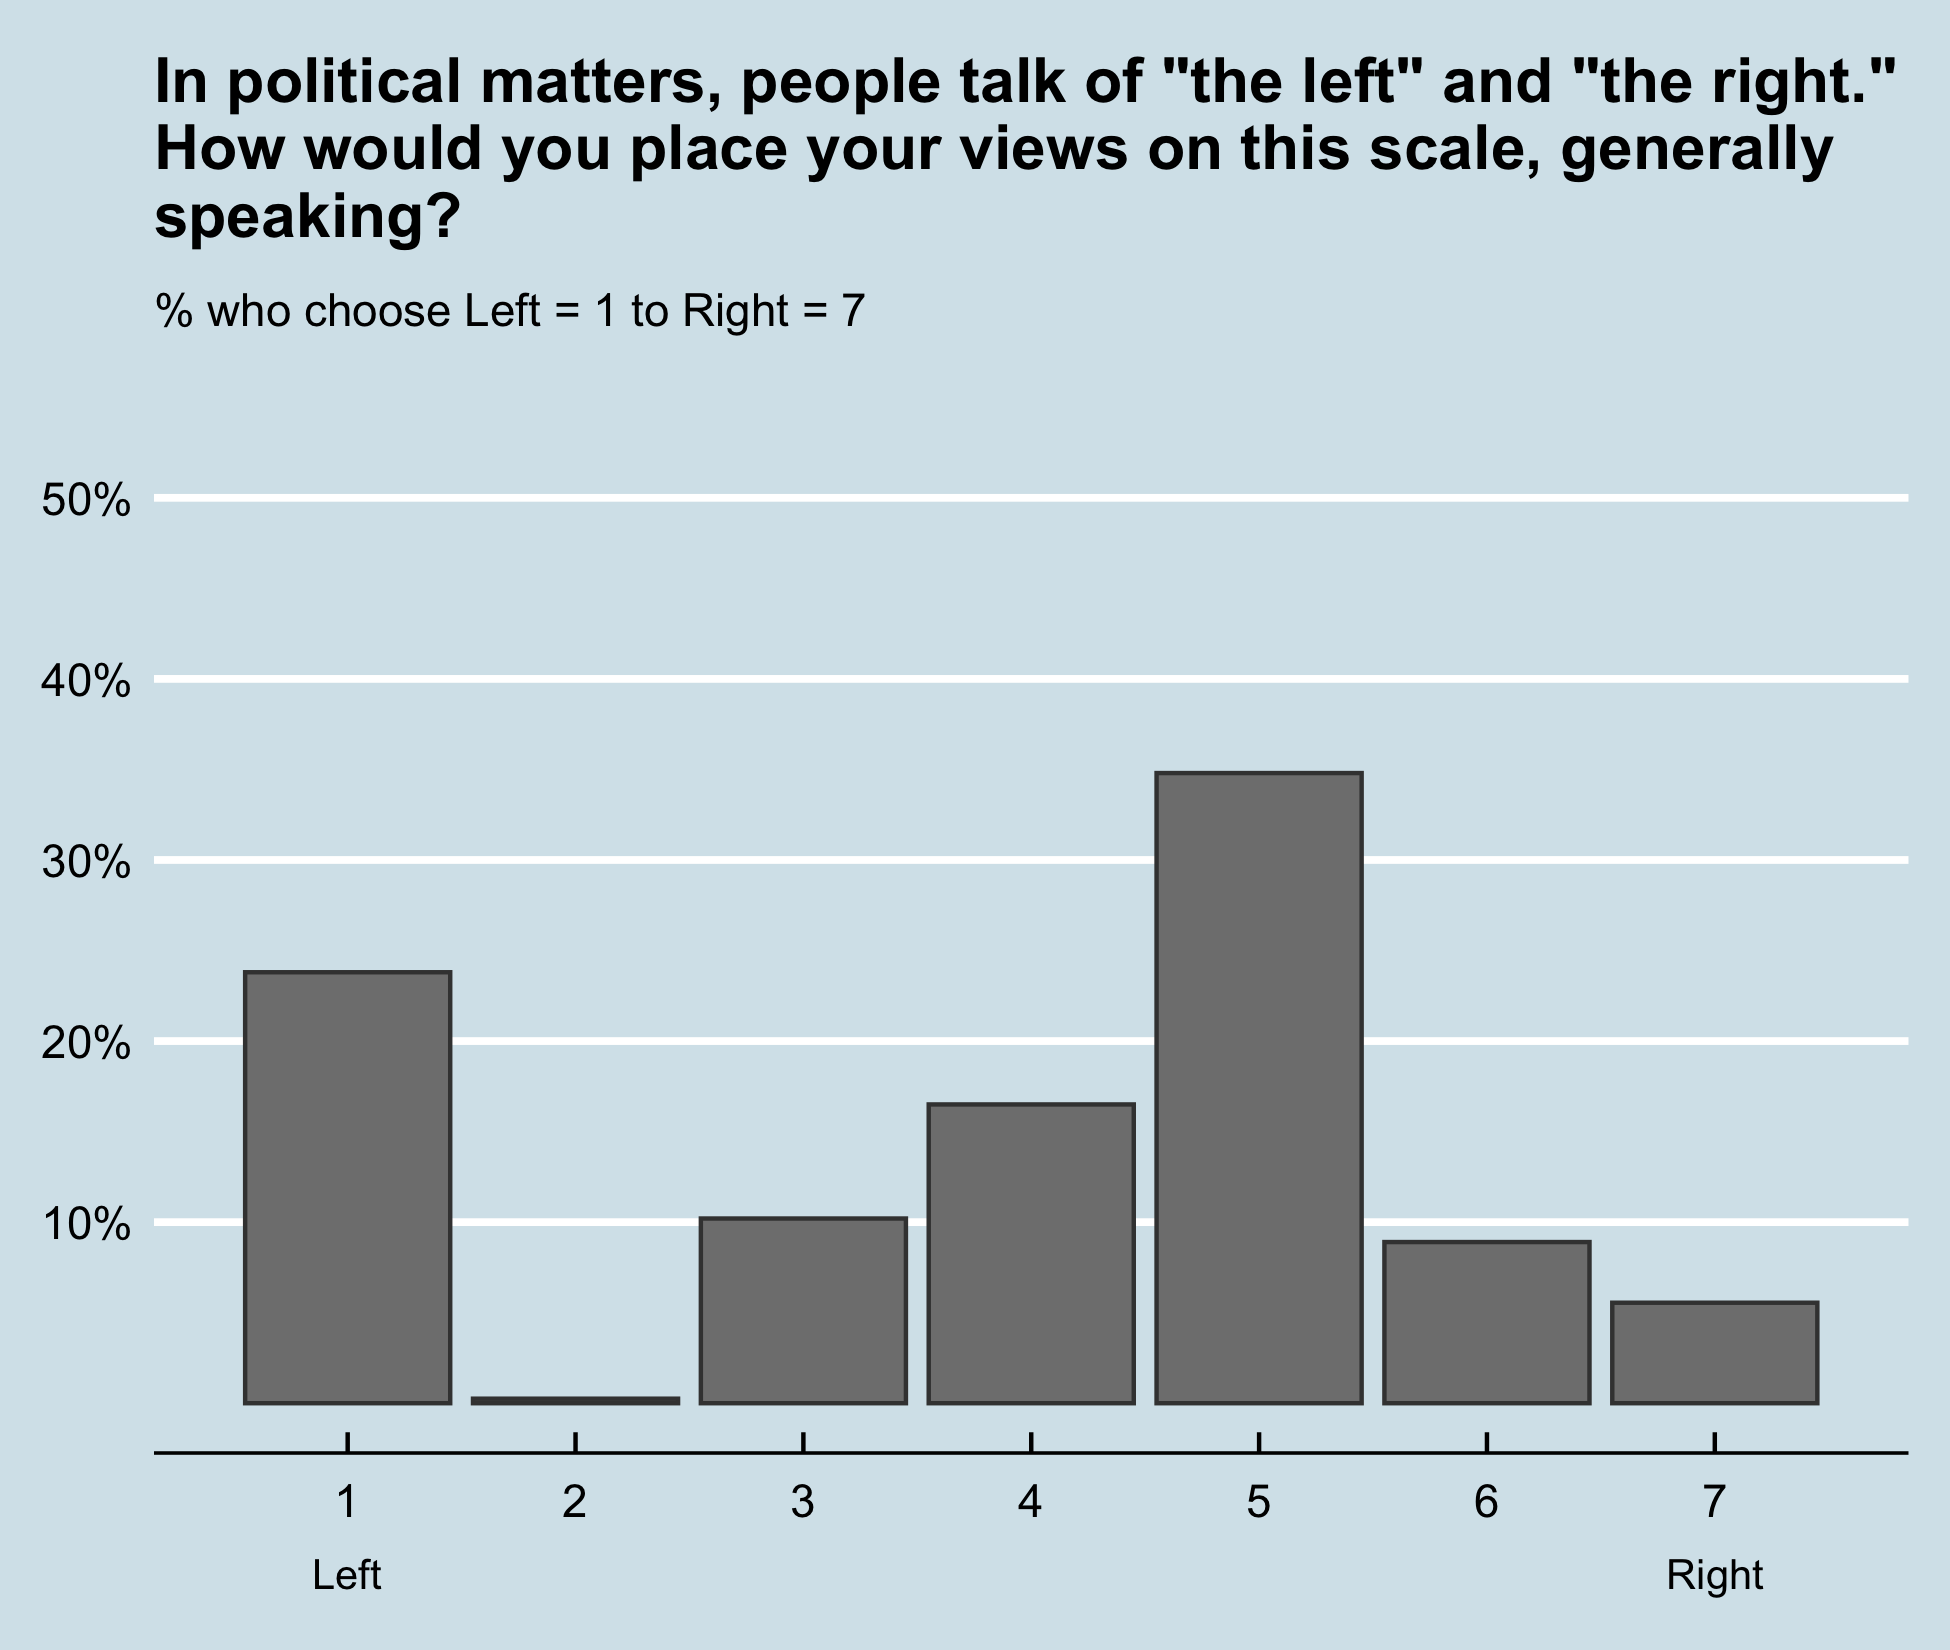 In political matters, people talk of "the left" and "the right."
How would you place your views on this scale, generally
speaking?
% who choose Left = 1 to Right = 7
50%
40%
30%
20%
10%
1 2 3 4 5 6 7
Left Right